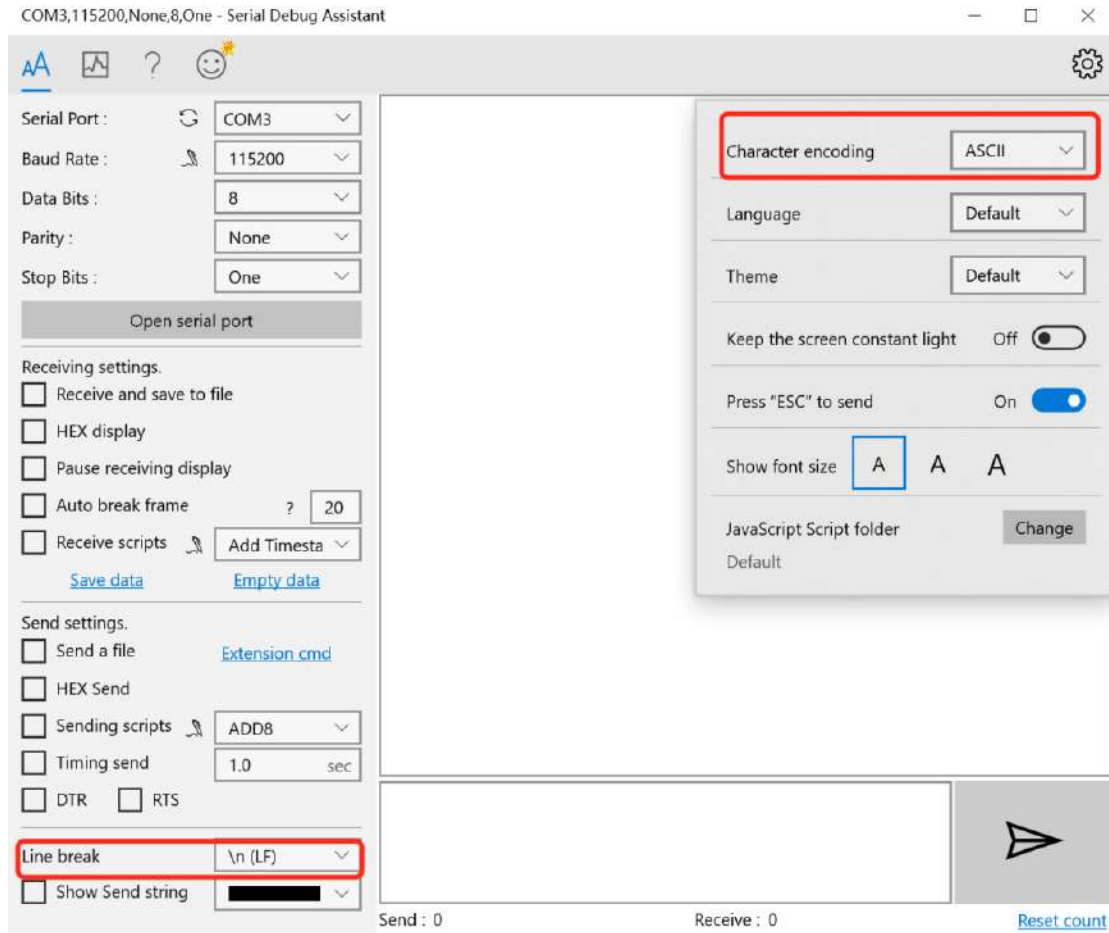 COM3,115200,None,8,One - Serial Debug Assistant
AA ?
Serial Port : COM3
Baud Rate : 115200
Data Bits : 8
Parity : None
Stop Bits : One
Open serial port
Receiving settings.
Receive and save to file
HEX display
Pause receiving display
Auto break frame ? 20
Receive scripts Add Timesta
Save data Empty data
Send settings.
Send a file Extension cmd
HEX Send
Sending scripts ADD8
Timing send 1.0 sec
DTR RTS
Line break \n (LF)
Show Send string
Character encoding ASCII
Language Default
Theme Default
Keep the screen constant light Off
Press "ESC" to send On
Show font size A A A
JavaScript Script folder Change
Default
Send : 0 Receive : 0 Reset count